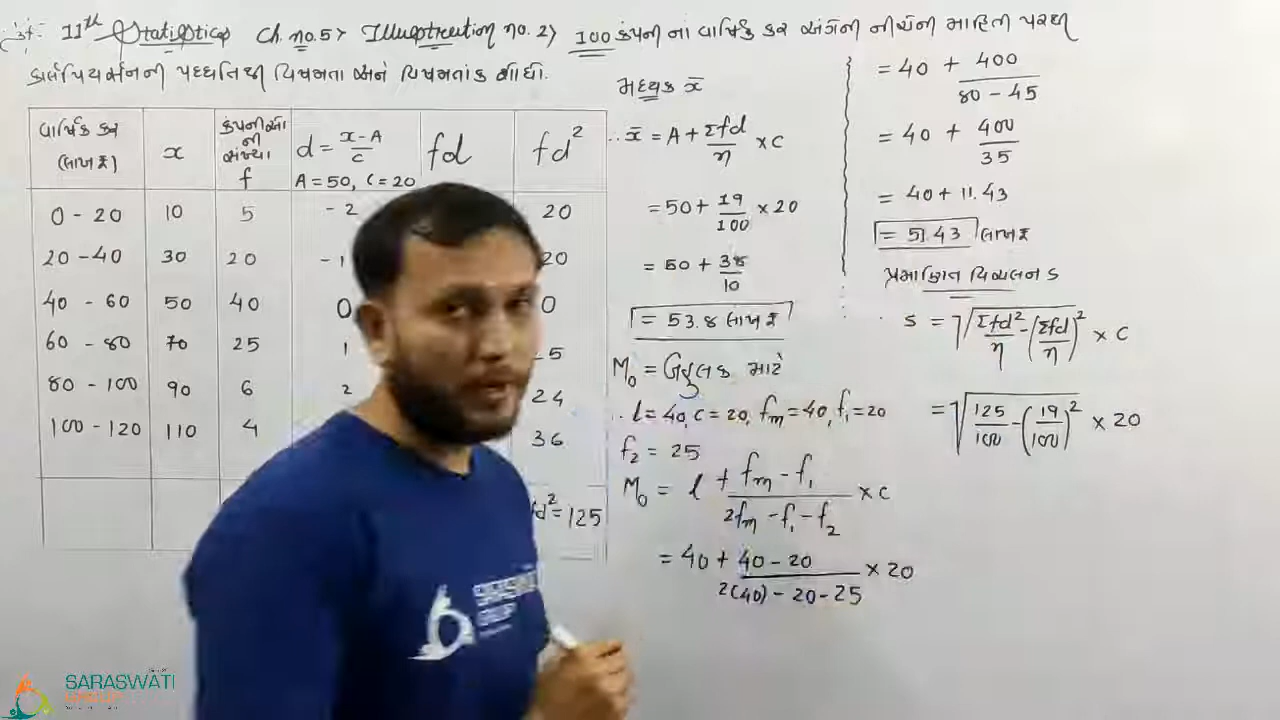 11th Statistics Ch. no. 5> Illustration no. 2> 100 કંપની ના વાર્ષિક કર અંગેની નીચેની માહિતી પરથી
કાર્લ પિયર્સનની પધ્ધતિથી વિષમતા અને વિષમતાંક શોધો.
વાર્ષિક કર (લાખ ₹) x કંપનીઓની સંખ્યા f d = x-A/c A = 50, C = 20 fd fd²
0 - 20 10 5 -2 20
20 - 40 30 20 -1 20
40 - 60 50 40 0 0
60 - 80 70 25 1 5
80 - 100 90 6 2 24
100 - 120 110 4 36
fd² = 125
મધ્યક x̄
∴ x̄ = A + Σfd/n × C
= 50 + 19/100 × 20
= 50 + 38/10
= 53.8 લાખ ₹
M₀ = બહુલક માટે
∴ l = 40, c = 20, fm = 40, f₁ = 20
f₂ = 25
M₀ = l + fm - f₁ / 2fm - f₁ - f₂ × C
= 40 + 40 - 20 / 2(40) - 20 - 25 × 20
= 40 + 400 / 80 - 45
= 40 + 400 / 35
= 40 + 11.43
= 51.43 લાખ ₹
પ્રમાણિત વિચલન s
S = √Σfd²/n - (Σfd/n)² × C
= √125/100 - (19/100)² × 20
SARASWATI
GROUP
SARASWATI
GROUP